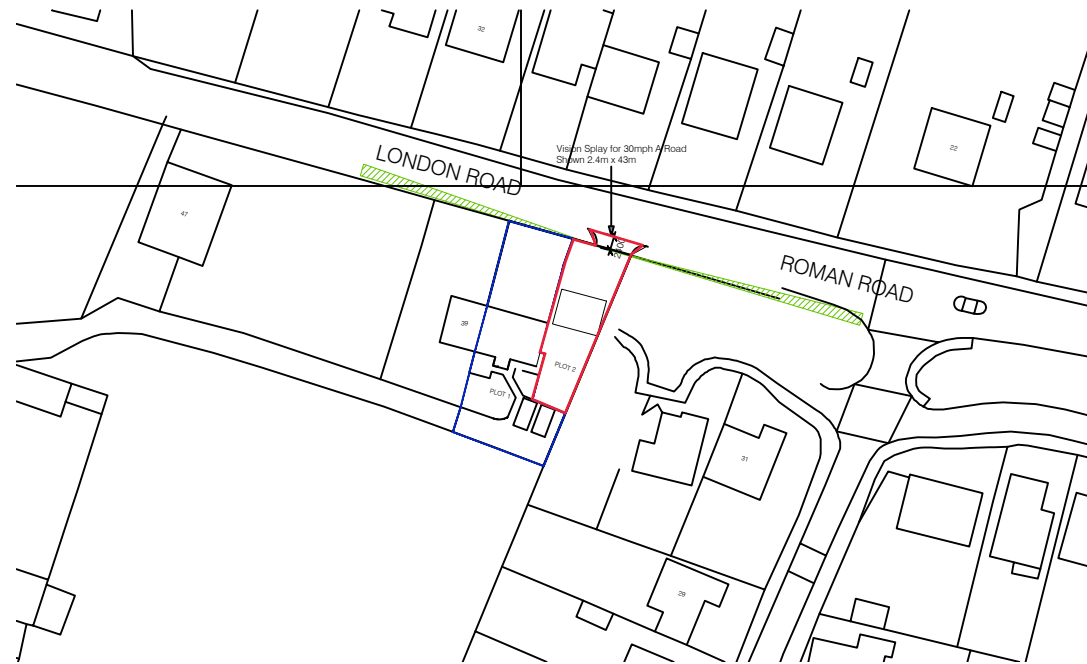 32
Vision Splay for 30mph A Road
Shown 2.4m x 43m
LONDON ROAD
22
47
ROMAN ROAD
39
PLOT 2
PLOT 1
31
29